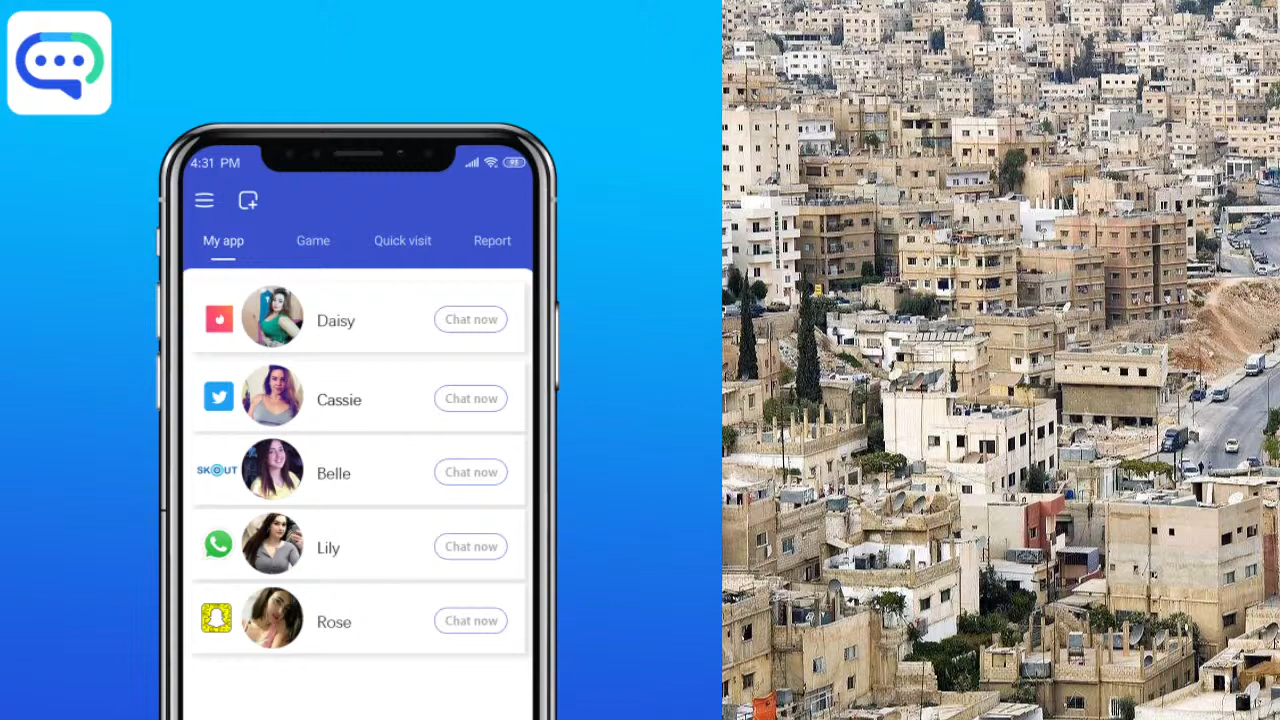 4:31 PM
My app Game Quick visit Report
Daisy Chat now
Cassie Chat now
SKOUT Belle Chat now
Lily Chat now
Rose Chat now